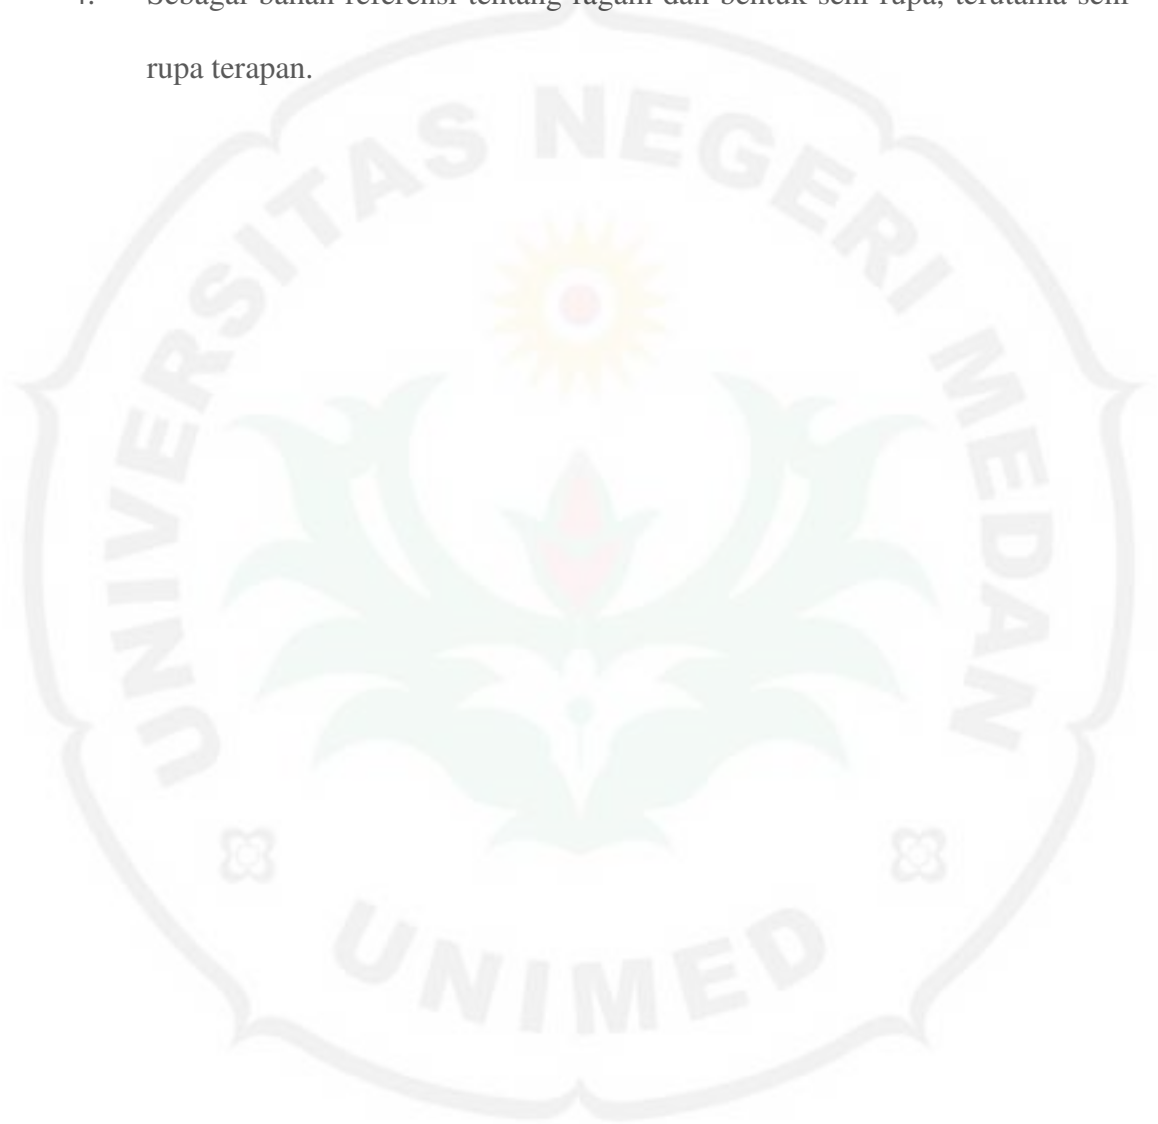 4. Sebagai bahan referensi tentang ragam dan bentuk seni rupa, terutama seni
rupa terapan.
UNIVERSITAS NEGERI MEDAN
UNIMED